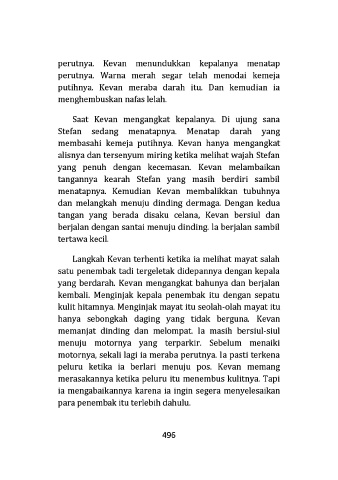 perutnya. Kevan menundukkan kepalanya menatap
perutnya. Warna merah segar telah menodai kemeja
putihnya. Kevan meraba darah itu. Dan kemudian ia
menghembuskan nafas lelah.
Saat Kevan mengangkat kepalanya. Di ujung sana
Stefan sedang menatapnya. Menatap darah yang
membasahi kemeja putihnya. Kevan hanya mengangkat
alisnya dan tersenyum miring ketika melihat wajah Stefan
yang penuh dengan kecemasan. Kevan melambaikan
tangannya kearah Stefan yang masih berdiri sambil
menatapnya. Kemudian Kevan membalikkan tubuhnya
dan melangkah menuju dinding dermaga. Dengan kedua
tangan yang berada disaku celana, Kevan bersiul dan
berjalan dengan santai menuju dinding. Ia berjalan sambil
tertawa kecil.
Langkah Kevan terhenti ketika ia melihat mayat salah
satu penembak tadi tergeletak didepannya dengan kepala
yang berdarah. Kevan mengangkat bahunya dan berjalan
kembali. Menginjak kepala penembak itu dengan sepatu
kulit hitamnya. Menginjak mayat itu seolah-olah mayat itu
hanya sebongkah daging yang tidak berguna. Kevan
memanjat dinding dan melompat. Ia masih bersiul-siul
menuju motornya yang terparkir. Sebelum menaiki
motornya, sekali lagi ia meraba perutnya. Ia pasti terkena
peluru ketika ia berlari menuju pos. Kevan memang
merasakannya ketika peluru itu menembus kulitnya. Tapi
ia mengabaikannya karena ia ingin segera menyelesaikan
para penembak itu terlebih dahulu.
496